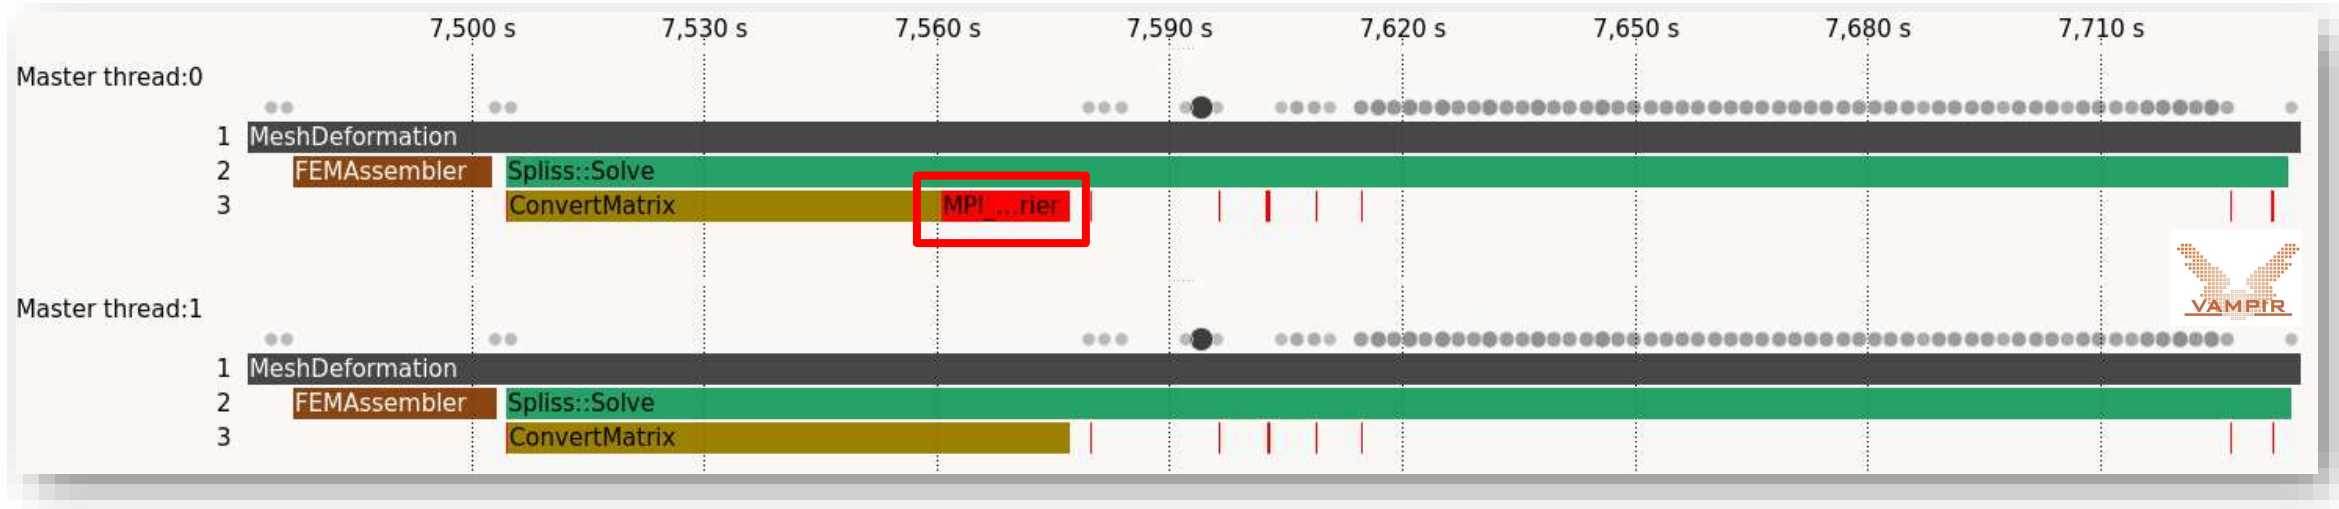 7,500 s 7,530 s 7,560 s 7,590 s 7,620 s 7,650 s 7,680 s 7,710 s
Master thread:0
1 MeshDeformation
2 FEMAssembler Spliss::Solve
3 ConvertMatrix MPI_...rier
VAMPIR
Master thread:1
1 MeshDeformation
2 FEMAssembler Spliss::Solve
3 ConvertMatrix